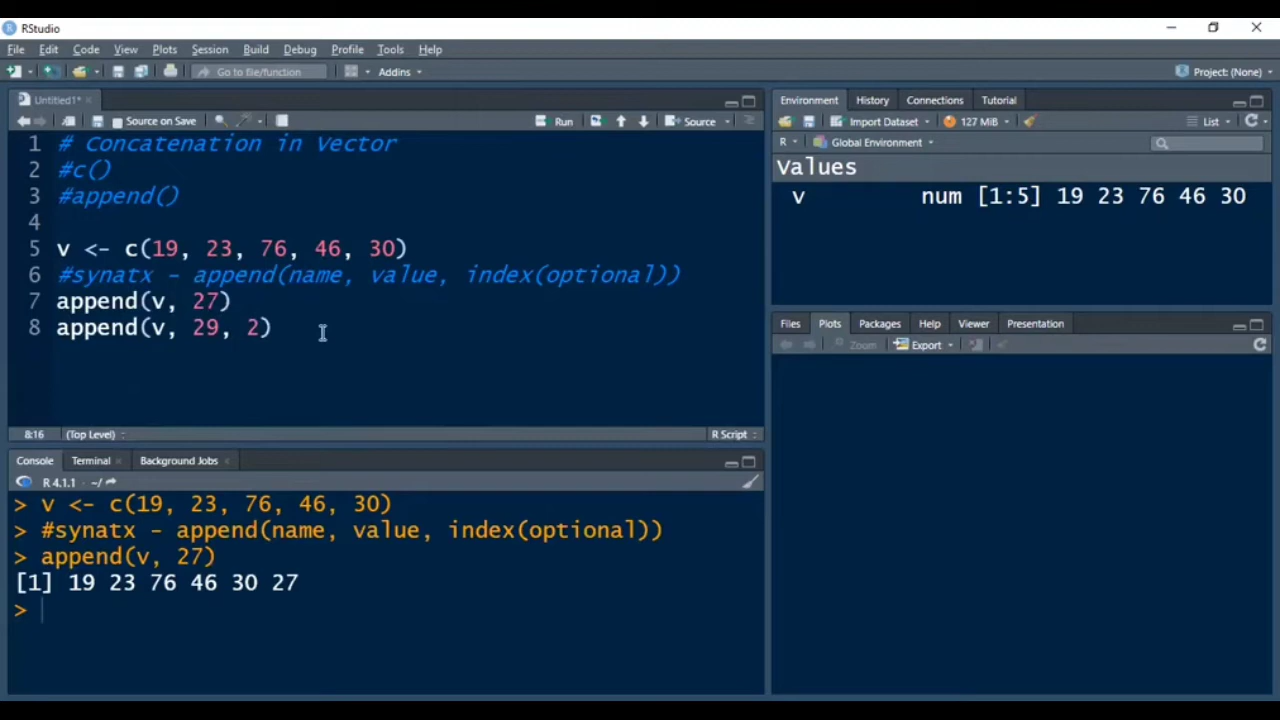 RStudio
File Edit Code View Plots Session Build Debug Profile Tools Help
Go to file/function Addins Project: (None)
Untitled1*
Source on Save Run Source
1 # Concatenation in Vector
2 #c()
3 #append()
4
5 v <- c(19, 23, 76, 46, 30)
6 #synatx - append(name, value, index(optional))
7 append(v, 27)
8 append(v, 29, 2)
8:16 (Top Level) R Script
Console Terminal Background Jobs
R 4.1.1 · ~/
> v <- c(19, 23, 76, 46, 30)
> #synatx - append(name, value, index(optional))
> append(v, 27)
[1] 19 23 76 46 30 27
>
Environment History Connections Tutorial
Import Dataset 127 MiB List
R Global Environment
Values
v num [1:5] 19 23 76 46 30
Files Plots Packages Help Viewer Presentation
Zoom Export